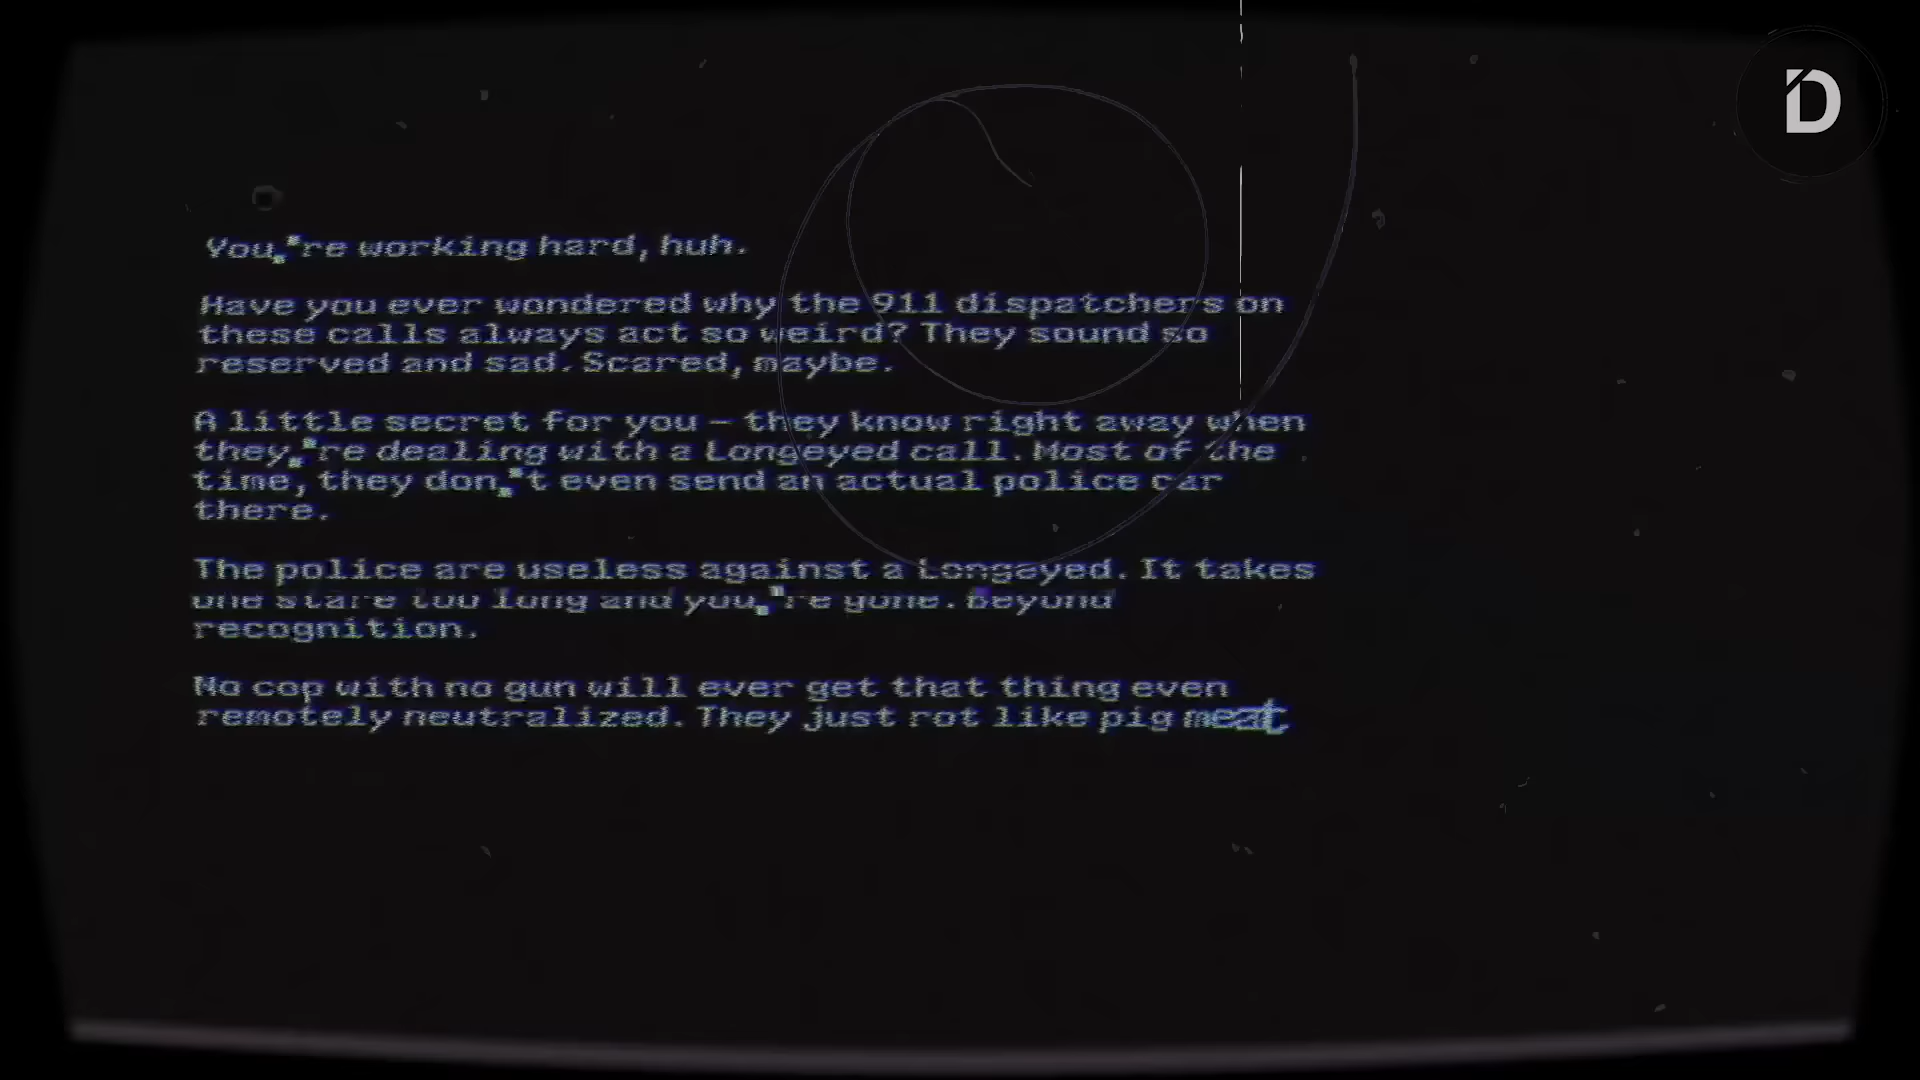 D
You„"re working hard, huh.
Have you ever wondered why the 911 dispatchers on
these calls always act so weird? They sound so
reserved and sad. Scared, maybe.
A little secret for you – they know right away when
they„"re dealing with a Longeyed call. Most of the
time, they don„"t even send an actual police car
there.
The police are useless against a Longeyed. It takes
one stare too long and you„"re gone. Beyond
recognition.
No cop with no gun will ever get that thing even
remotely neutralized. They just rot like pig meat.